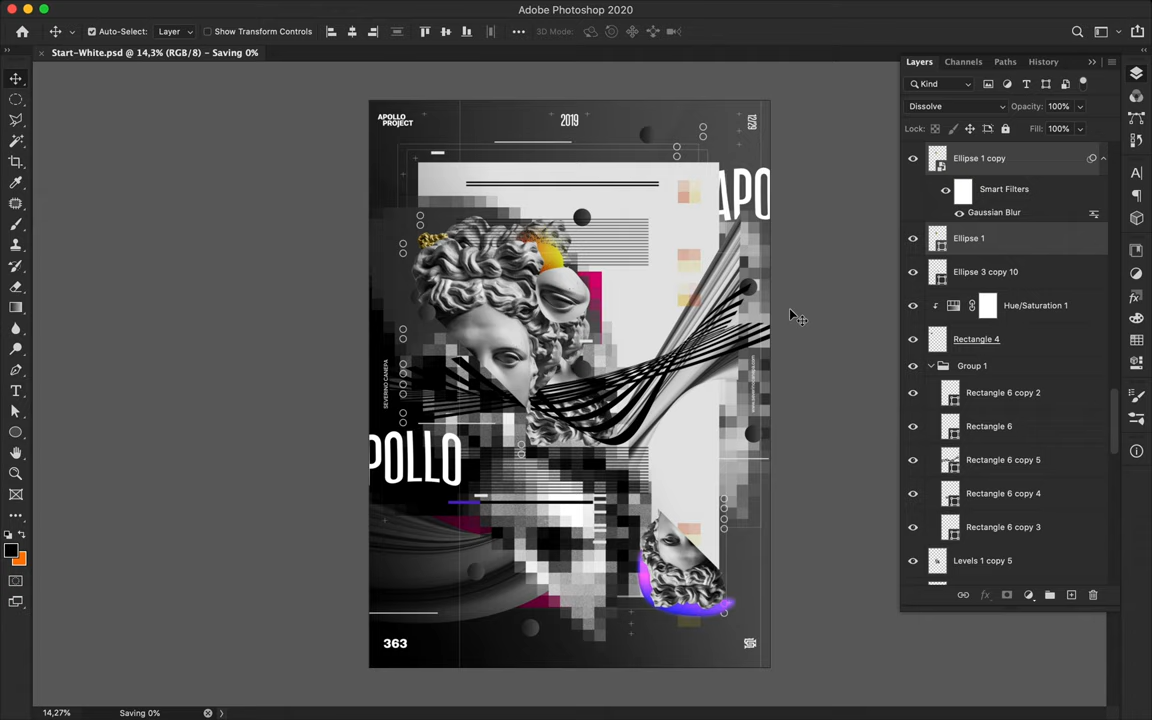 Adobe Photoshop 2020
Auto-Select: Layer Show Transform Controls 3D Mode:
Start-White.psd @ 14,3% (RGB/8) – Saving 0%
Layers Channels Paths History
Kind
Dissolve Opacity: 100%
Lock: Fill: 100%
Ellipse 1 copy
Smart Filters
Gaussian Blur
Ellipse 1
Ellipse 3 copy 10
Hue/Saturation 1
Rectangle 4
Group 1
Rectangle 6 copy 2
Rectangle 6
Rectangle 6 copy 5
Rectangle 6 copy 4
Rectangle 6 copy 3
Levels 1 copy 5
APOLLO
PROJECT
2019
12/29
APO
SEVERINO CANEPA
POLLO
363
14,27% Saving 0%